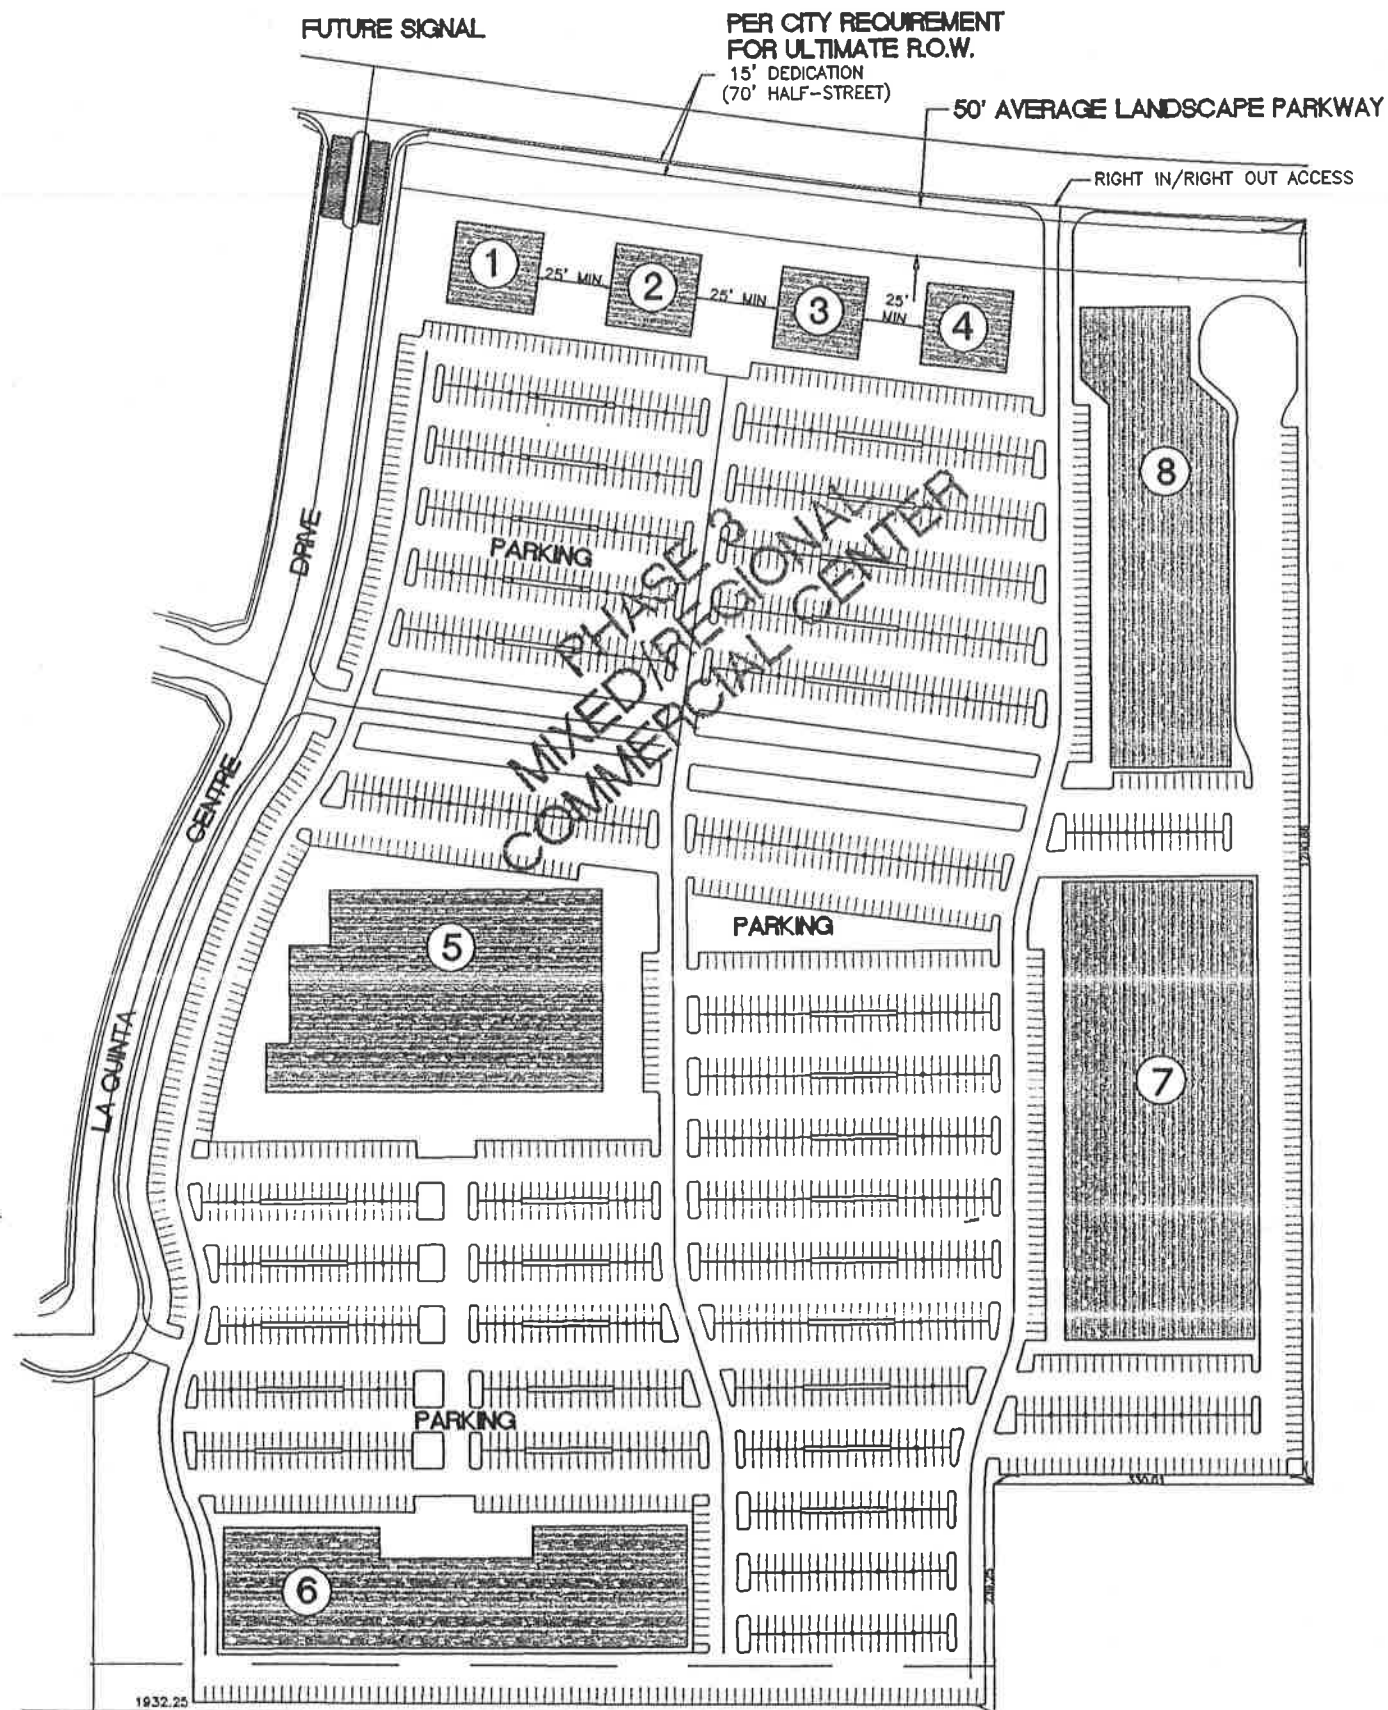 FUTURE SIGNAL
PER CITY REQUIREMENT
FOR ULTIMATE R.O.W.
15' DEDICATION
(70' HALF-STREET)
50' AVERAGE LANDSCAPE PARKWAY
RIGHT IN/RIGHT OUT ACCESS
1
25' MIN
2
25' MIN
3
25'
MIN
4
8
DRIVE
PARKING
PHASE 3
MIXED/REGIONAL
COMMERCIAL CENTER
CENTRE
5
PARKING
LA QUINTA
7
PARKING
330.01
6
1932.25